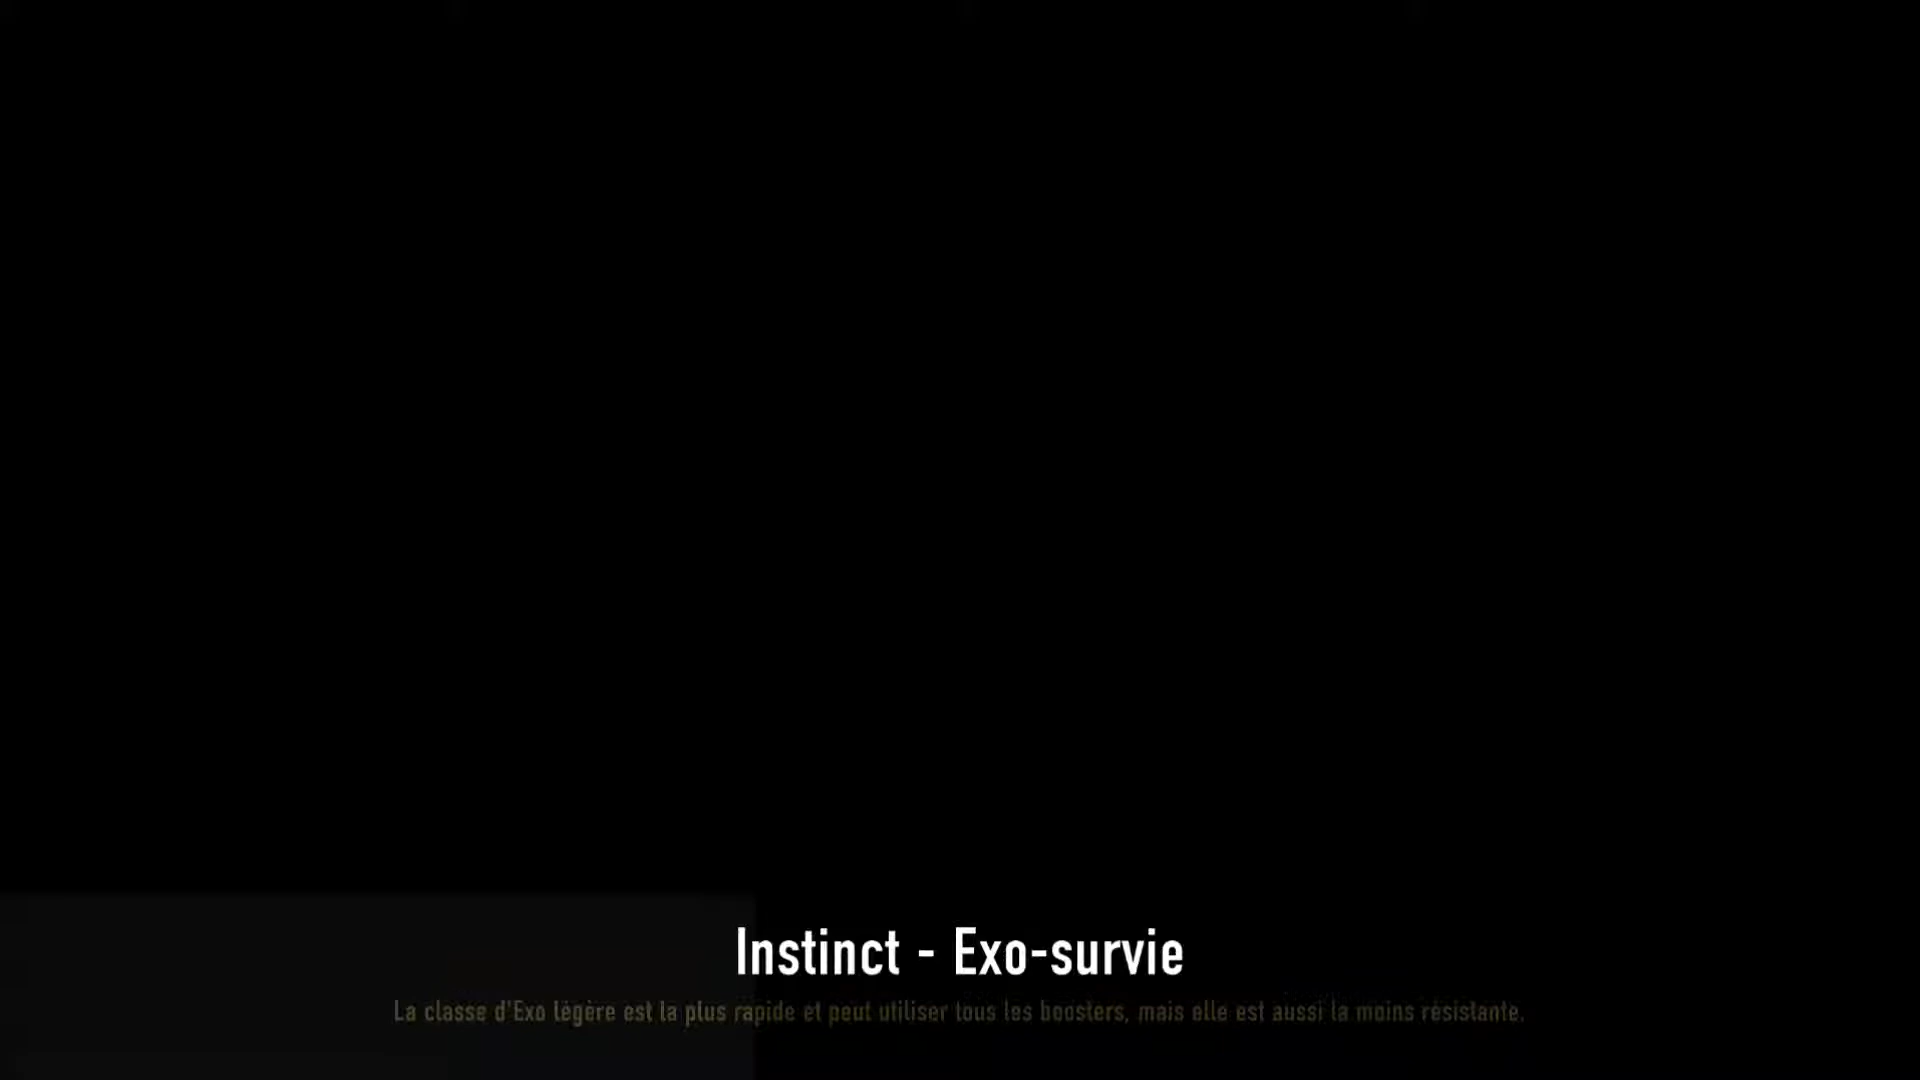 Instinct - Exo-survie
La classe d'Exo légère est la plus rapide et peut utiliser tous les boosters, mais elle est aussi la moins résistante.